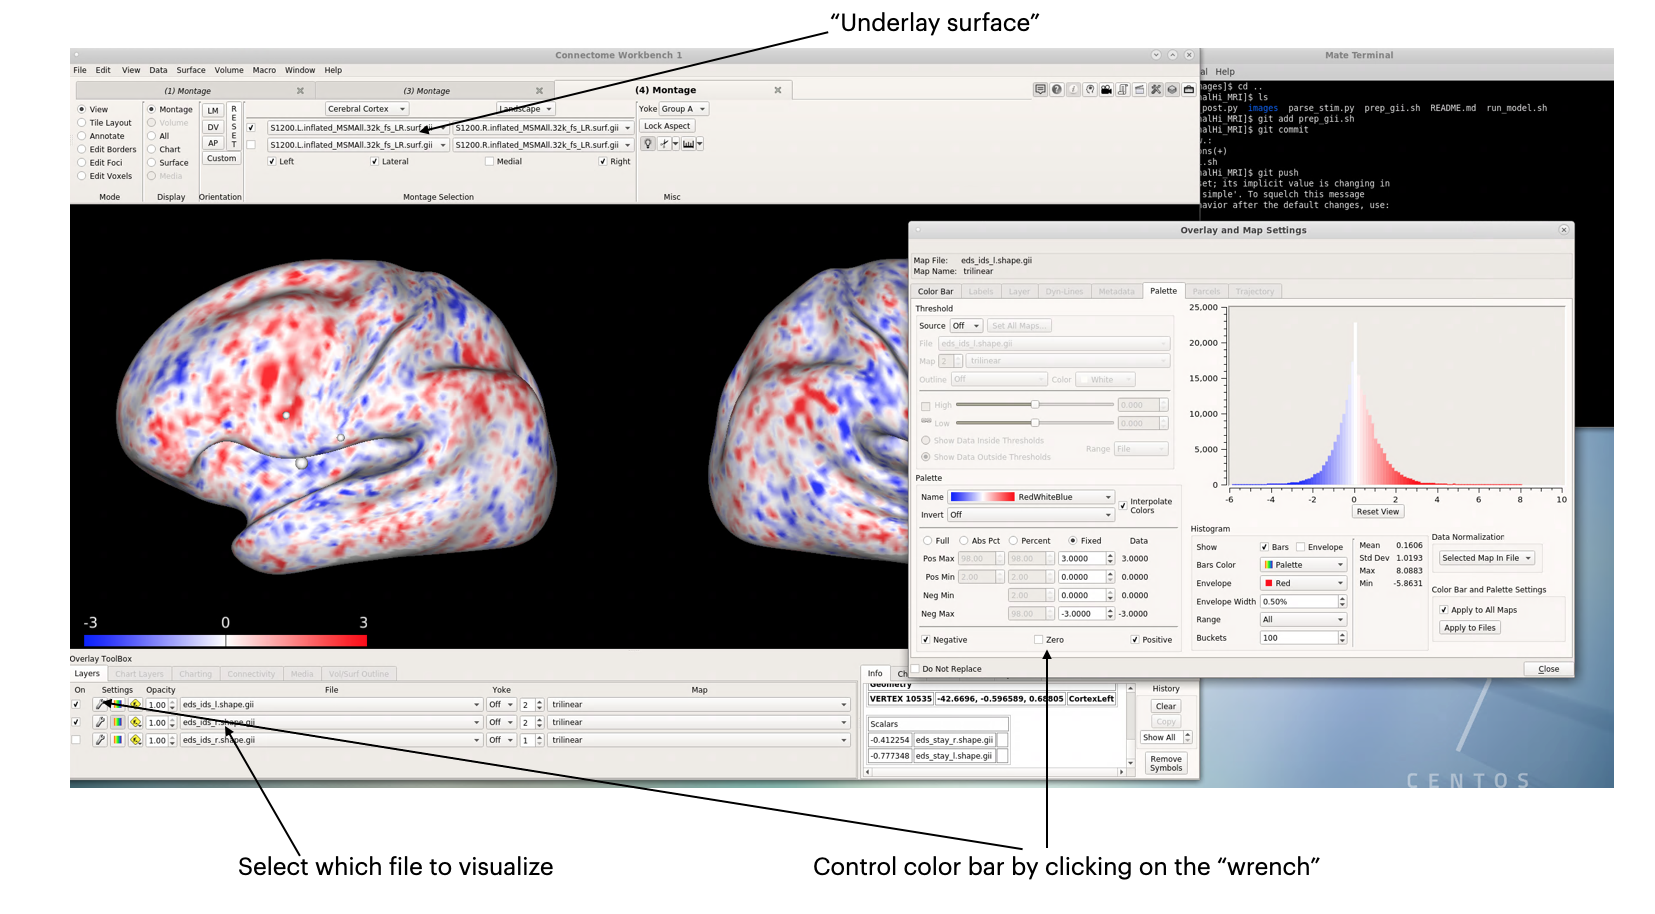 “Underlay surface”
Connectome Workbench 1
Mate Terminal
File Edit View Data Surface Volume Macro Window Help
al Help
(1) Montage
(3) Montage
(4) Montage
View
Tile Layout
Annotate
Edit Borders
Edit Foci
Edit Voxels
Mode
Montage
Volume
All
Chart
Surface
Media
Display
LM
DV
AP
Custom
Orientation
R
E
S
E
T
Cerebral Cortex Landscape
S1200.L.inflated_MSMAll.32k_fs_LR.surf.gii S1200.R.inflated_MSMAll.32k_fs_LR.surf.gii
S1200.L.inflated_MSMAll.32k_fs_LR.surf.gii S1200.R.inflated_MSMAll.32k_fs_LR.surf.gii
Left Lateral Medial Right
Montage Selection
Yoke Group A
Lock Aspect
Misc
mages]$ cd ..
nalHi_MRI]$ ls
post.py images parse_stim.py prep_gii.sh README.md run_model.sh
nalHi_MRI]$ git add prep_gii.sh
nalHi_MRI]$ git commit
ons(+)
.sh
nalHi_MRI]$ git push
set; its implicit value is changing in
simple'. To squelch this message
havior after the default changes, use:
Overlay and Map Settings
Map File: eds_ids_l.shape.gii
Map Name: trilinear
Color Bar Labels Layer Dyn-Lines Metadata Palette Parcels Trajectory
Threshold
Source Off Set All Maps...
File eds_ids_l.shape.gii
Map 2 trilinear
Outline Off Color White
High 0.000
Low 0.000
Show Data Inside Thresholds
Show Data Outside Thresholds
Range File
Palette
Name RedWhiteBlue
Invert Off
Interpolate
Colors
Full Abs Pct Percent Fixed Data
Pos Max 98.00 98.00 3.0000 3.0000
Pos Min 2.00 2.00 0.0000 0.0000
Neg Min 2.00 0.0000 0.0000
Neg Max 98.00 -3.0000 -3.0000
Negative Zero Positive
25,000
20,000
15,000
10,000
5,000
0
-6 -4 -2 0 2 4 6 8 10
Reset View
Histogram
Show Bars Envelope
Bars Color Palette
Envelope Red
Envelope Width 0.50%
Range All
Buckets 100
Mean 0.1606
Std Dev 1.0193
Max 8.0883
Min -5.8631
Data Normalization
Selected Map In File
Color Bar and Palette Settings
Apply to All Maps
Apply to Files
Do Not Replace
Close
-3 0 3
Overlay ToolBox
Layers Chart Layers Charting Connectivity Media Vol/Surf Outline
On Settings Opacity File Yoke Map
1.00 eds_ids_l.shape.gii Off 2 trilinear
1.00 eds_ids_r.shape.gii Off 2 trilinear
1.00 eds_ids_r.shape.gii Off 1 trilinear
Info
Geometry
VERTEX 10535 -42.6696, -0.596589, 0.68805 CortexLeft
Scalars
-0.412254 eds_stay_r.shape.gii
-0.777348 eds_stay_l.shape.gii
History
Clear
Copy
Show All
Remove
Symbols
CENTOS
Select which file to visualize
Control color bar by clicking on the “wrench”